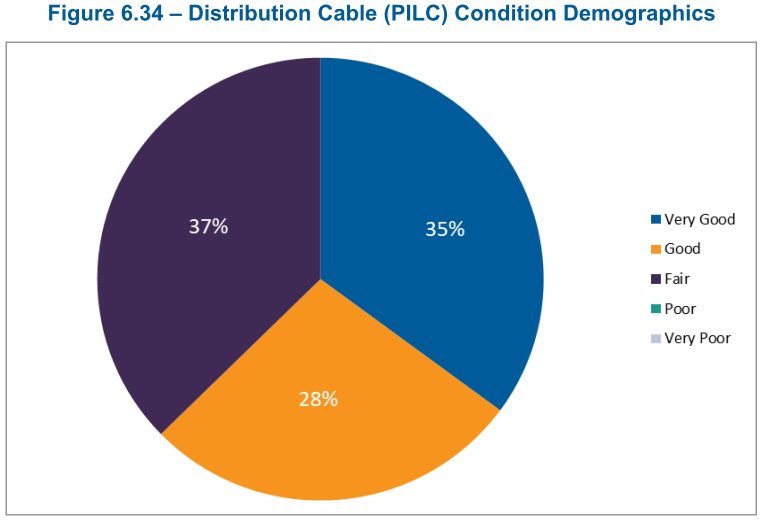 Figure 6.34 – Distribution Cable (PILC) Condition Demographics
37%
35%
28%
Very Good
Good
Fair
Poor
Very Poor